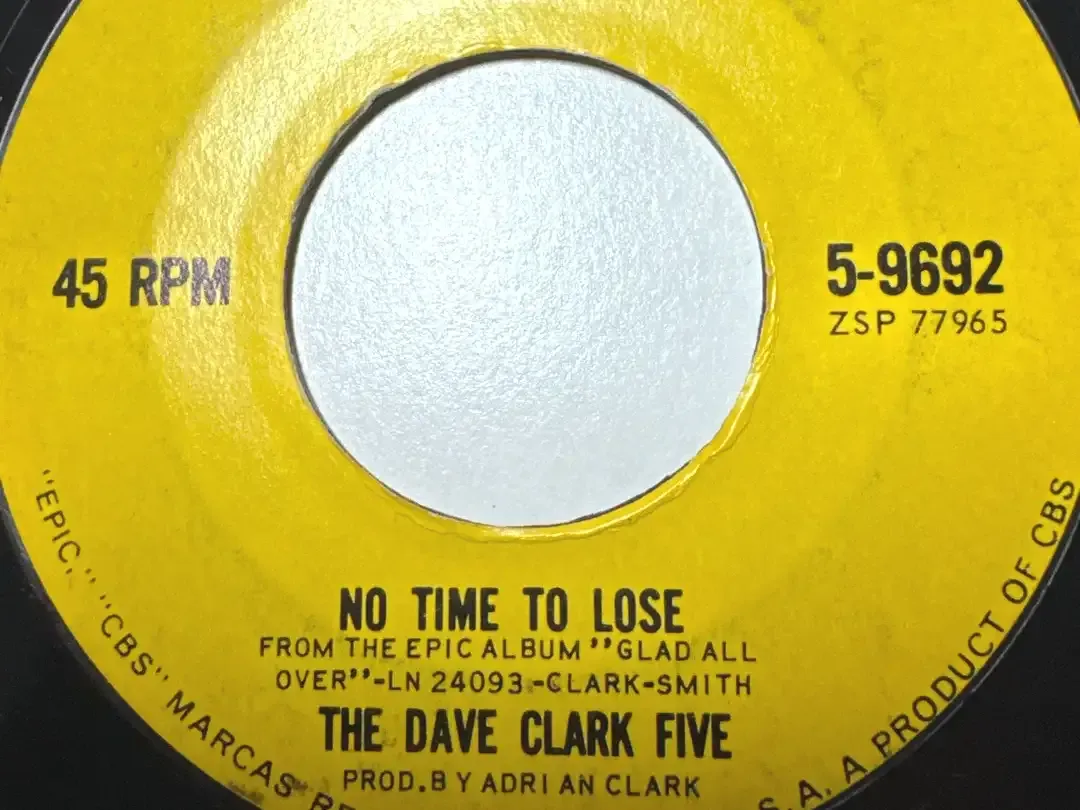 45 RPM
5-9692
ZSP 77965
NO TIME TO LOSE
FROM THE EPIC ALBUM "GLAD ALL
OVER"-LN 24093-CLARK-SMITH
THE DAVE CLARK FIVE
PROD.BY ADRIAN CLARK
"EPIC," "CBS" MARCAS A PRODUCT OF CBS